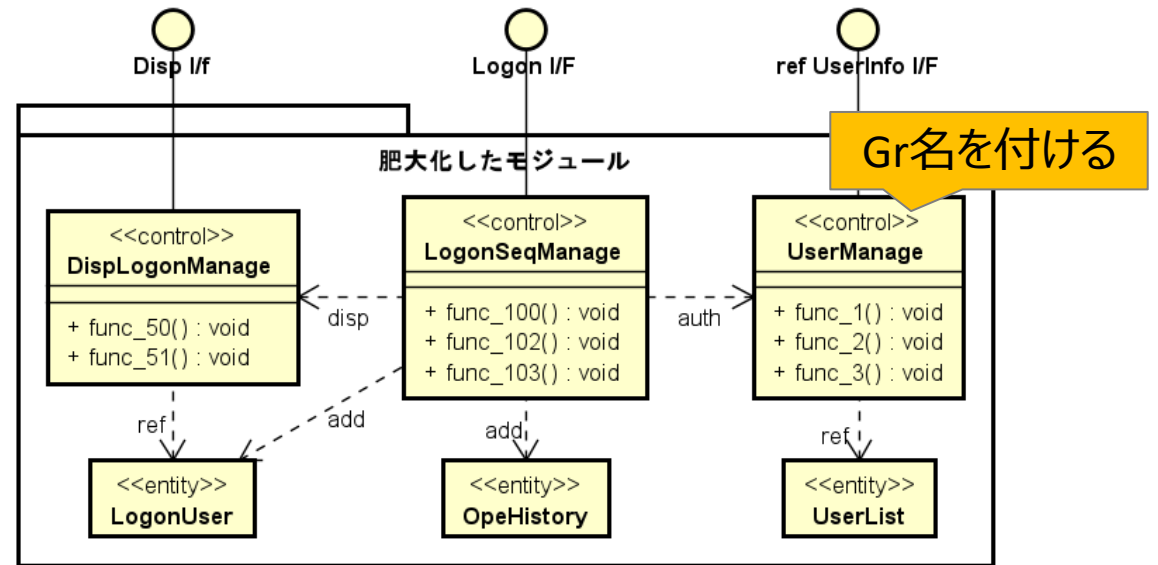 Disp I/f
Logon I/F
ref UserInfo I/F
肥大化したモジュール
Gr名を付ける
<<control>>
DispLogonManage
+ func_50() : void
+ func_51() : void
<<control>>
LogonSeqManage
+ func_100() : void
+ func_102() : void
+ func_103() : void
<<control>>
UserManage
+ func_1() : void
+ func_2() : void
+ func_3() : void
disp
auth
ref
add
add
ref
<<entity>>
LogonUser
<<entity>>
OpeHistory
<<entity>>
UserList